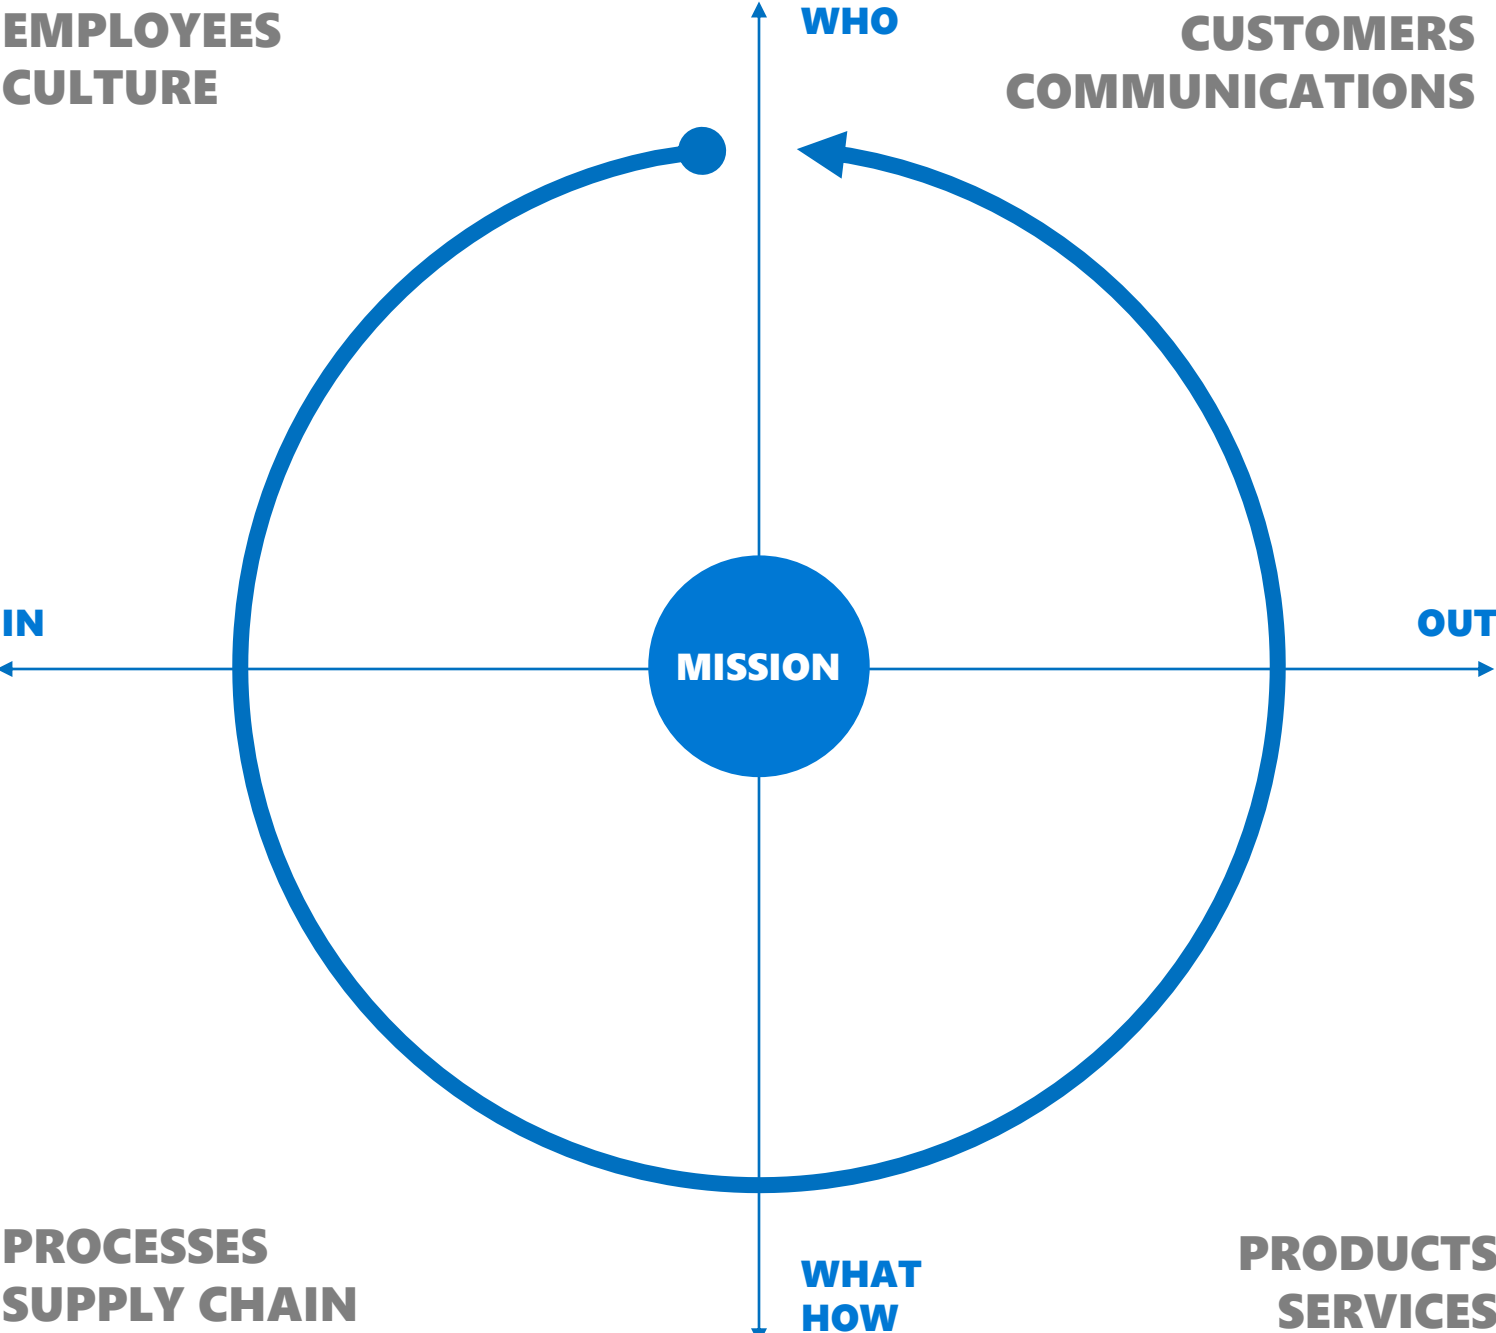 EMPLOYEES
CULTURE
WHO
CUSTOMERS
COMMUNICATIONS
IN
OUT
MISSION
PROCESSES
SUPPLY CHAIN
WHAT
HOW
PRODUCTS
SERVICES